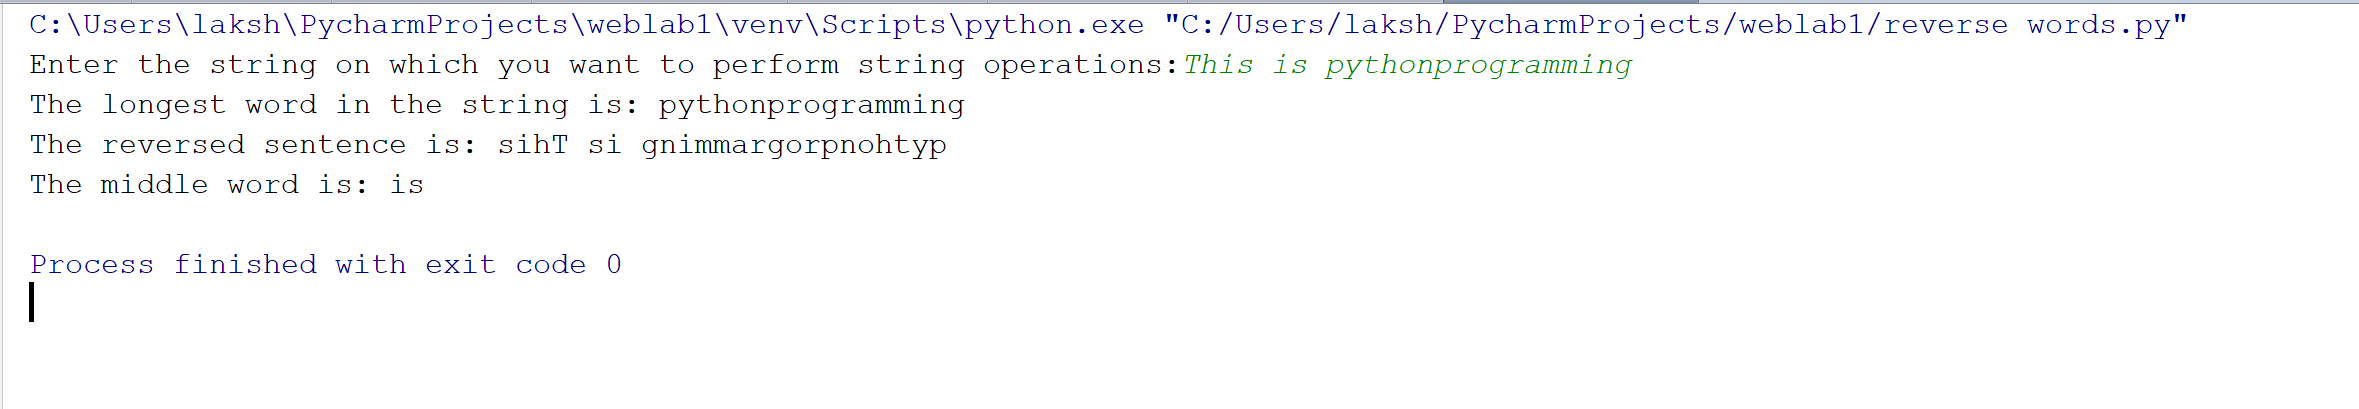 C:\Users\laksh\PycharmProjects\weblab1\venv\Scripts\python.exe "C:/Users/laksh/PycharmProjects/weblab1/reverse words.py"
Enter the string on which you want to perform string operations:This is pythonprogramming
The longest word in the string is: pythonprogramming
The reversed sentence is: sihT si gnimmargorpnohtyp
The middle word is: is
Process finished with exit code 0